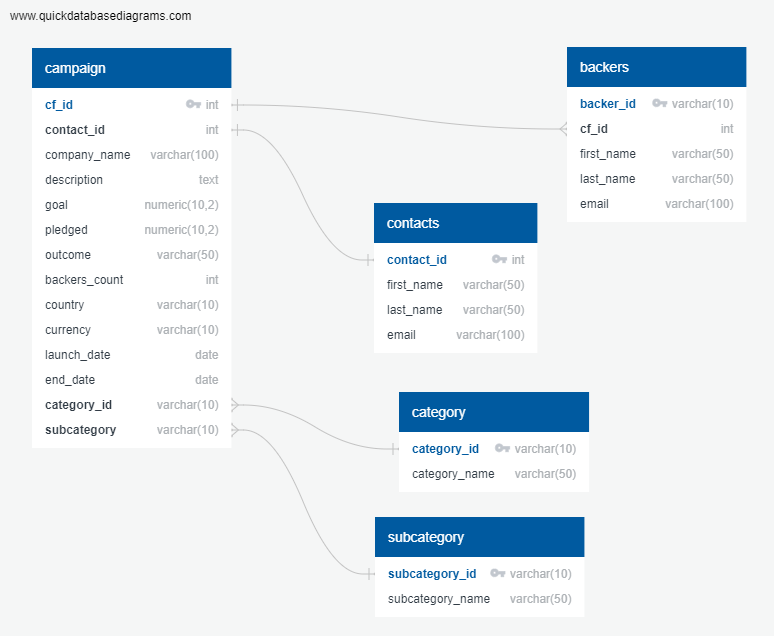 www.quickdatabasediagrams.com
campaign
cf_id int
contact_id int
company_name varchar(100)
description text
goal numeric(10,2)
pledged numeric(10,2)
outcome varchar(50)
backers_count int
country varchar(10)
currency varchar(10)
launch_date date
end_date date
category_id varchar(10)
subcategory varchar(10)
backers
backer_id varchar(10)
cf_id int
first_name varchar(50)
last_name varchar(50)
email varchar(100)
contacts
contact_id int
first_name varchar(50)
last_name varchar(50)
email varchar(100)
category
category_id varchar(10)
category_name varchar(50)
subcategory
subcategory_id varchar(10)
subcategory_name varchar(50)